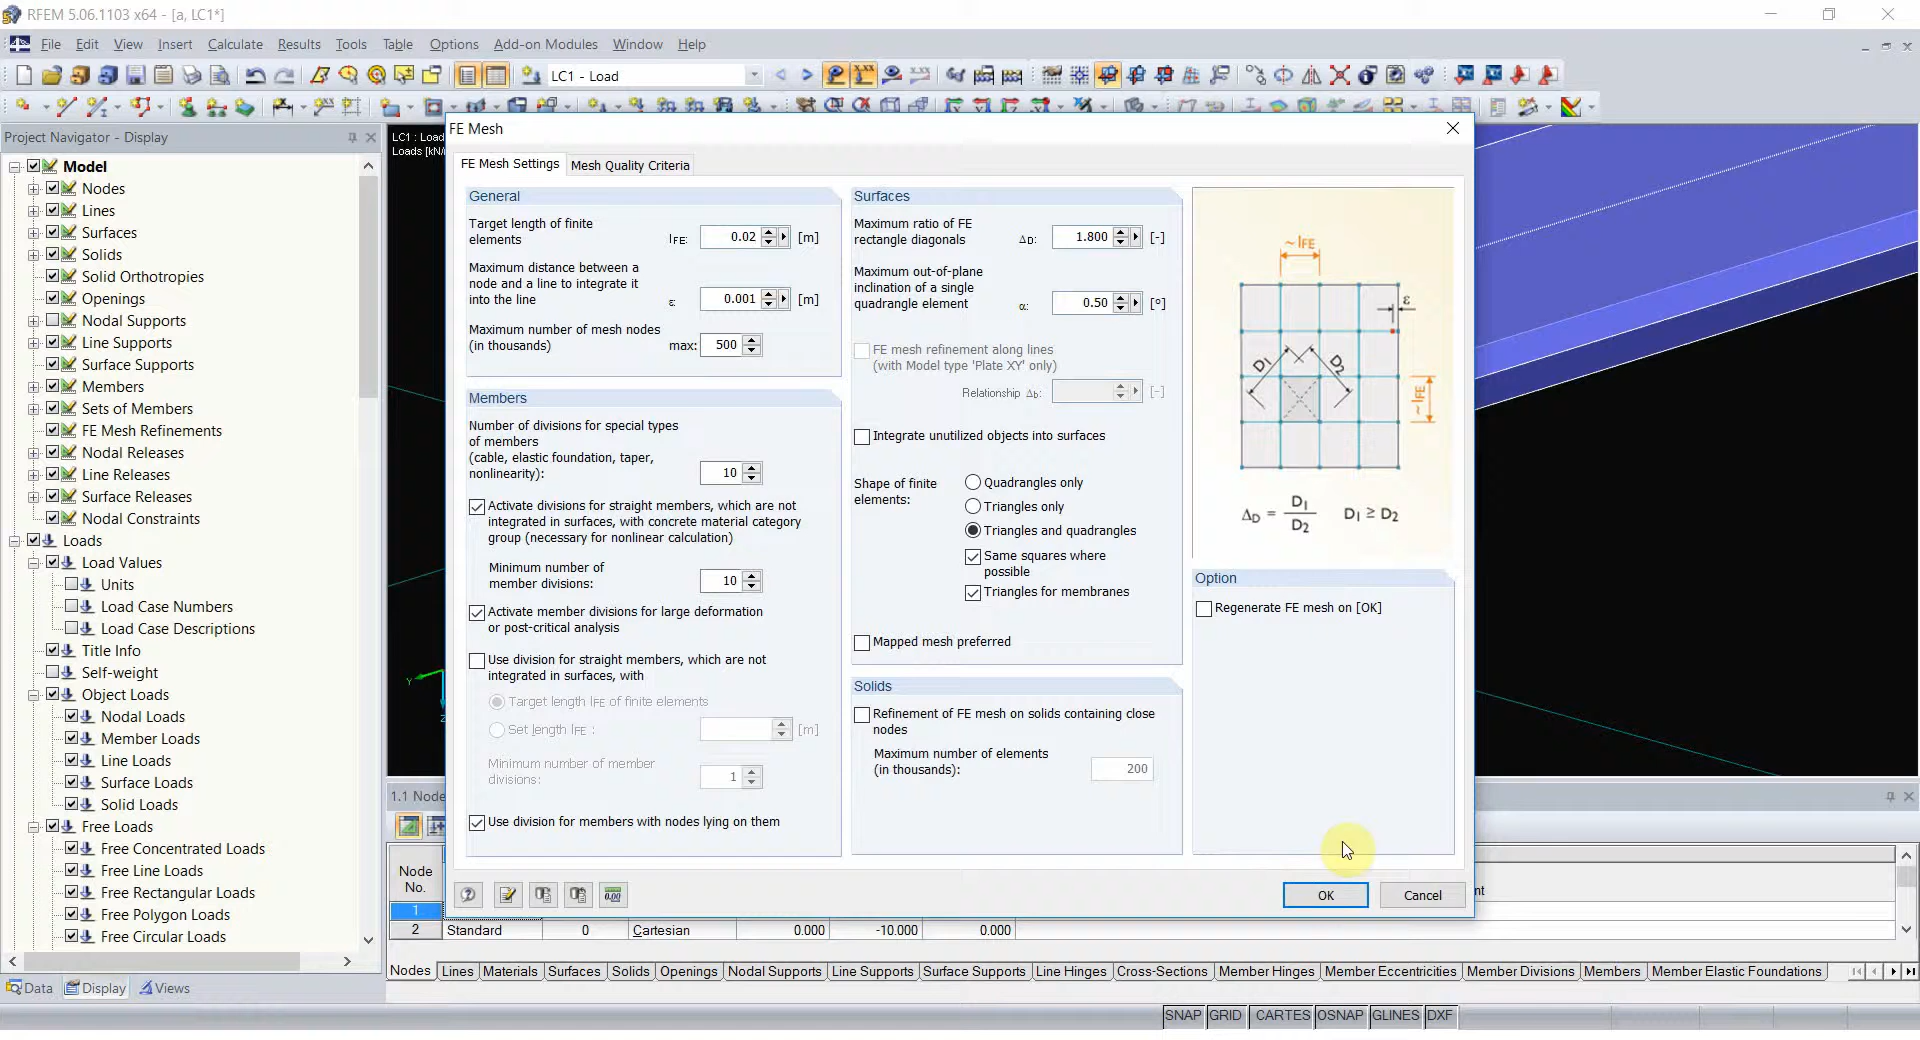 RFEM 5.06.1103 x64 - [a, LC1*]
File Edit View Insert Calculate Results Tools Table Options Add-on Modules Window Help
LC1 - Load
Project Navigator - Display
Model
Nodes
Lines
Surfaces
Solids
Solid Orthotropies
Openings
Nodal Supports
Line Supports
Surface Supports
Members
Sets of Members
FE Mesh Refinements
Nodal Releases
Line Releases
Surface Releases
Nodal Constraints
Loads
Load Values
Units
Load Case Numbers
Load Case Descriptions
Title Info
Self-weight
Object Loads
Nodal Loads
Member Loads
Line Loads
Surface Loads
Solid Loads
Free Loads
Free Concentrated Loads
Free Line Loads
Free Rectangular Loads
Free Polygon Loads
Free Circular Loads
Data Display Views
LC1 : Load
Loads [kN/
Y
FE Mesh
FE Mesh Settings Mesh Quality Criteria
General
Target length of finite
elements lFE: 0.02 [m]
Maximum distance between a
node and a line to integrate it
into the line ε: 0.001 [m]
Maximum number of mesh nodes
(in thousands) max: 500
Members
Number of divisions for special types
of members
(cable, elastic foundation, taper,
nonlinearity): 10
Activate divisions for straight members, which are not
integrated in surfaces, with concrete material category
group (necessary for nonlinear calculation)
Minimum number of
member divisions: 10
Activate member divisions for large deformation
or post-critical analysis
Use division for straight members, which are not
integrated in surfaces, with
Target length lFE of finite elements
Set length lFE : [m]
Minimum number of member
divisions: 1
Use division for members with nodes lying on them
Surfaces
Maximum ratio of FE
rectangle diagonals ΔD: 1.800 [-]
Maximum out-of-plane
inclination of a single
quadrangle element α: 0.50 [°]
FE mesh refinement along lines
(with Model type 'Plate XY' only)
Relationship Δb: [-]
Integrate unutilized objects into surfaces
Shape of finite
elements:
Quadrangles only
Triangles only
Triangles and quadrangles
Same squares where
possible
Triangles for membranes
Mapped mesh preferred
Solids
Refinement of FE mesh on solids containing close
nodes
Maximum number of elements
(in thousands): 200
~lFE
ε
D1
D2
~lFE
ΔD = D1 / D2 D1 ≥ D2
Option
Regenerate FE mesh on [OK]
0.00
OK Cancel
1.1 Node
Node
No.
nt
1
2 Standard 0 Cartesian 0.000 -10.000 0.000
Nodes Lines Materials Surfaces Solids Openings Nodal Supports Line Supports Surface Supports Line Hinges Cross-Sections Member Hinges Member Eccentricities Member Divisions Members Member Elastic Foundations
SNAP GRID CARTES OSNAP GLINES DXF